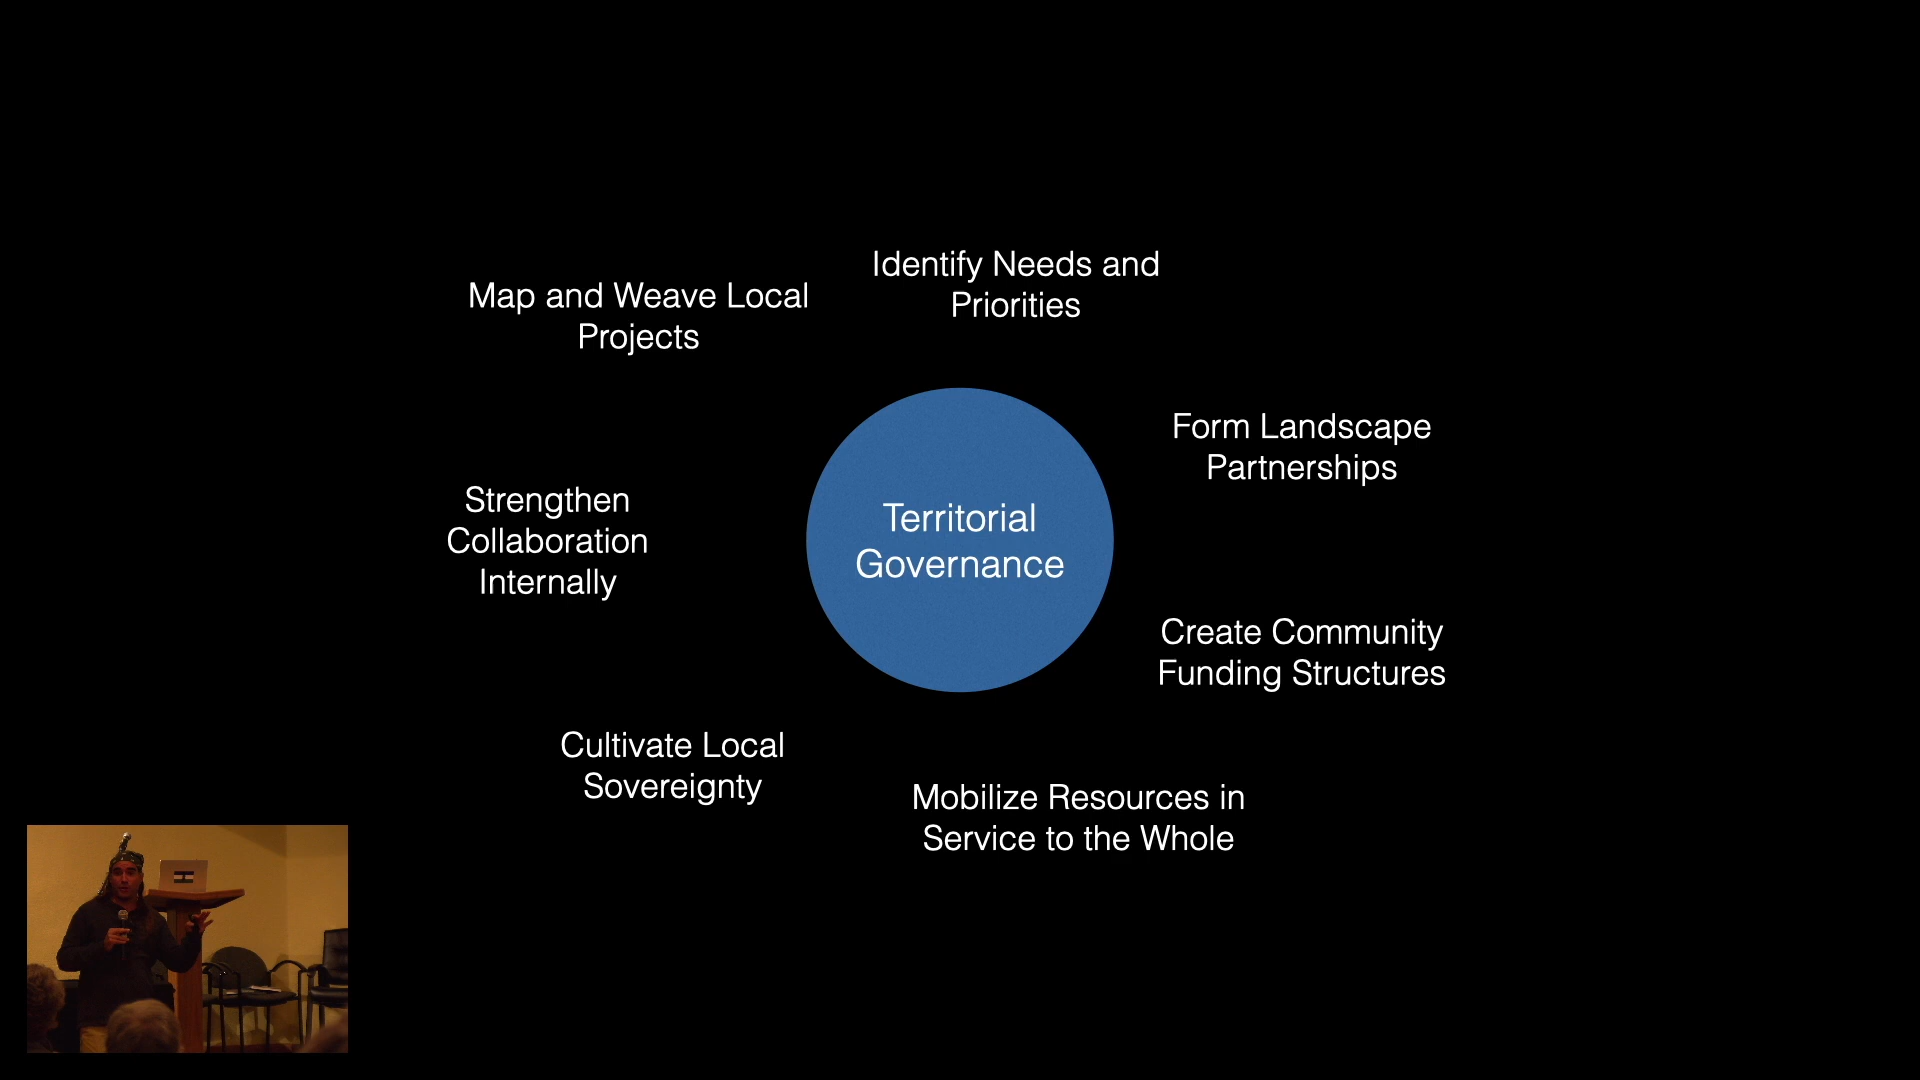 Identify Needs and
Priorities
Map and Weave Local
Projects
Form Landscape
Partnerships
Strengthen
Collaboration
Internally
Territorial
Governance
Create Community
Funding Structures
Cultivate Local
Sovereignty
Mobilize Resources in
Service to the Whole